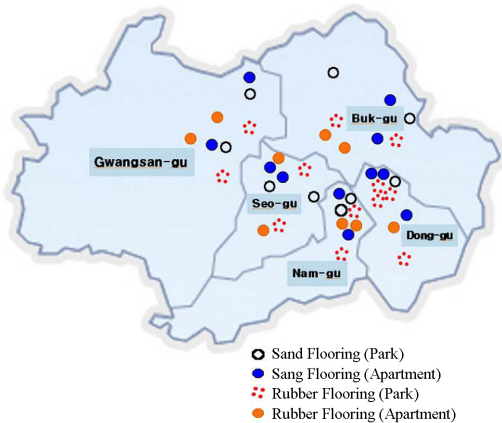 Buk-gu
Gwangsan-gu
Seo-gu
Dong-gu
Nam-gu
Sand Flooring (Park)
Sang Flooring (Apartment)
Rubber Flooring (Park)
Rubber Flooring (Apartment)